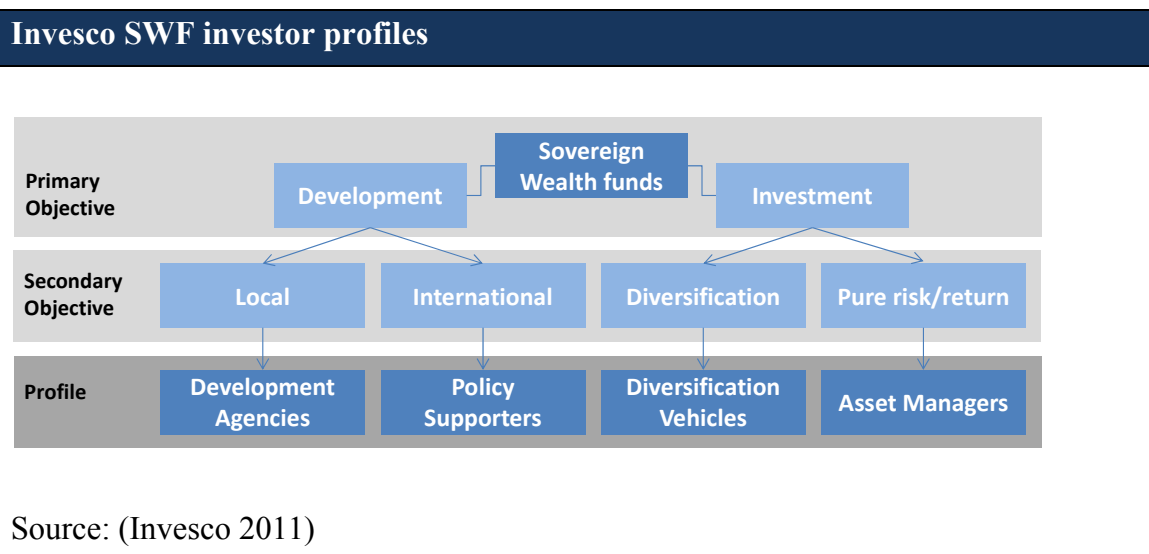 Invesco SWF investor profiles
Sovereign
Wealth funds
Primary
Objective
Development
Investment
Secondary
Objective
Local
International
Diversification
Pure risk/return
Profile
Development
Agencies
Policy
Supporters
Diversification
Vehicles
Asset Managers
Source: (Invesco 2011)